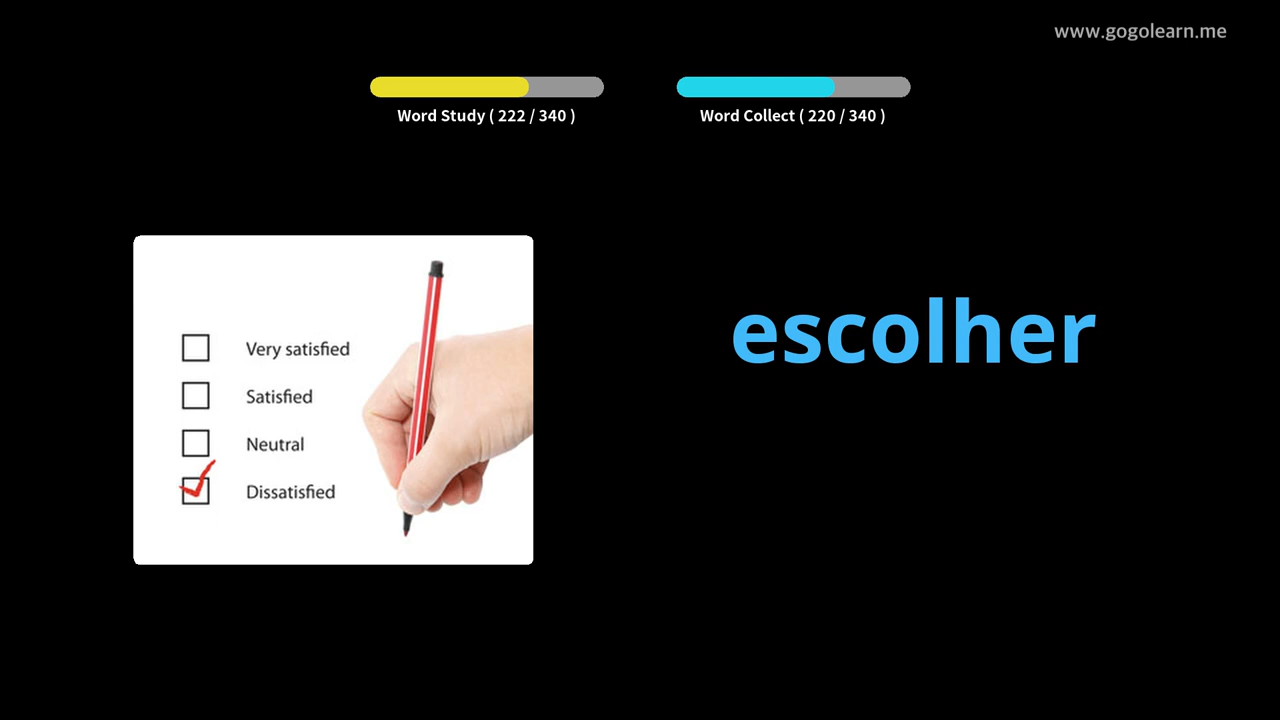 www.gogolearn.me
Word Study ( 222 / 340 )
Word Collect ( 220 / 340 )
Very satisfied
Satisfied
Neutral
Dissatisfied
escolher